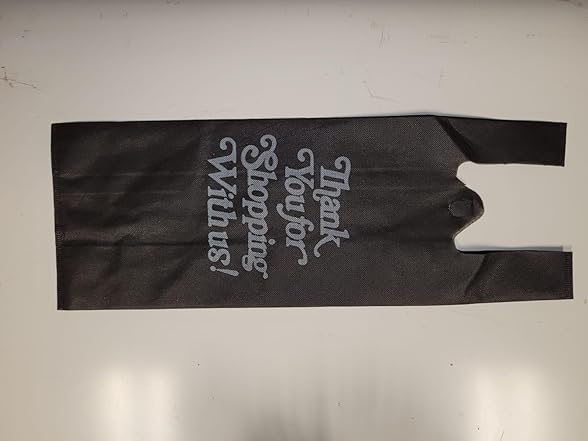 Thank
You for
Shopping
With us!